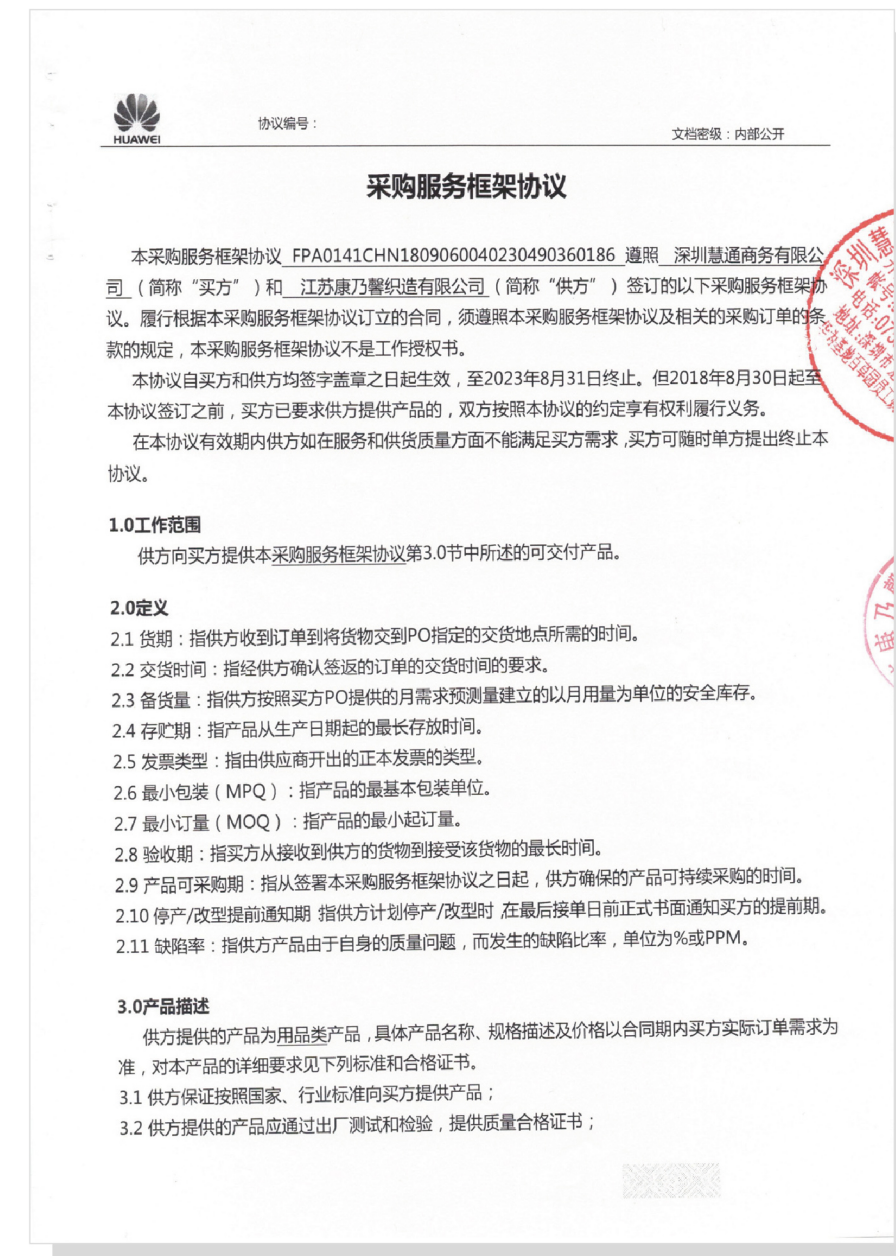 HUAWEI
协议编号：
文档密级：内部公开
采购服务框架协议
本采购服务框架协议 FPA0141CHN1809060040230490360186 遵照 深圳慧通商务有限公
司 （简称“买方”）和 江苏康乃馨织造有限公司（简称“供方”）签订的以下采购服务框架协
议。履行根据本采购服务框架协议订立的合同，须遵照本采购服务框架协议及相关的采购订单的条
款的规定，本采购服务框架协议不是工作授权书。
本协议自买方和供方均签字盖章之日起生效，至2023年8月31日终止。但2018年8月30日起至
本协议签订之前，买方已要求供方提供产品的，双方按照本协议的约定享有权利履行义务。
在本协议有效期内供方如在服务和供货质量方面不能满足买方需求，买方可随时单方提出终止本
协议。
1.0工作范围
供方向买方提供本采购服务框架协议第3.0节中所述的可交付产品。
2.0定义
2.1 货期：指供方收到订单到将货物交到PO指定的交货地点所需的时间。
2.2 交货时间：指经供方确认签返的订单的交货时间的要求。
2.3 备货量：指供方按照买方PO提供的月需求预测量建立的以月用量为单位的安全库存。
2.4 存贮期：指产品从生产日期起的最长存放时间。
2.5 发票类型：指由供应商开出的正本发票的类型。
2.6 最小包装（MPQ）：指产品的最基本包装单位。
2.7 最小订量（MOQ）：指产品的最小起订量。
2.8 验收期：指买方从接收到供方的货物到接受该货物的最长时间。
2.9 产品可采购期：指从签署本采购服务框架协议之日起，供方确保的产品可持续采购的时间。
2.10 停产/改型提前通知期 指供方计划停产/改型时，在最后接单日前正式书面通知买方的提前期。
2.11 缺陷率：指供方产品由于自身的质量问题，而发生的缺陷比率，单位为%或PPM。
3.0产品描述
供方提供的产品为用品类产品，具体产品名称、规格描述及价格以合同期内买方实际订单需求为
准，对本产品的详细要求见下列标准和合格证书。
3.1 供方保证按照国家、行业标准向买方提供产品；
3.2 供方提供的产品应通过出厂测试和检验，提供质量合格证书；
深圳慧
电话:075
地址:深圳市
康乃馨